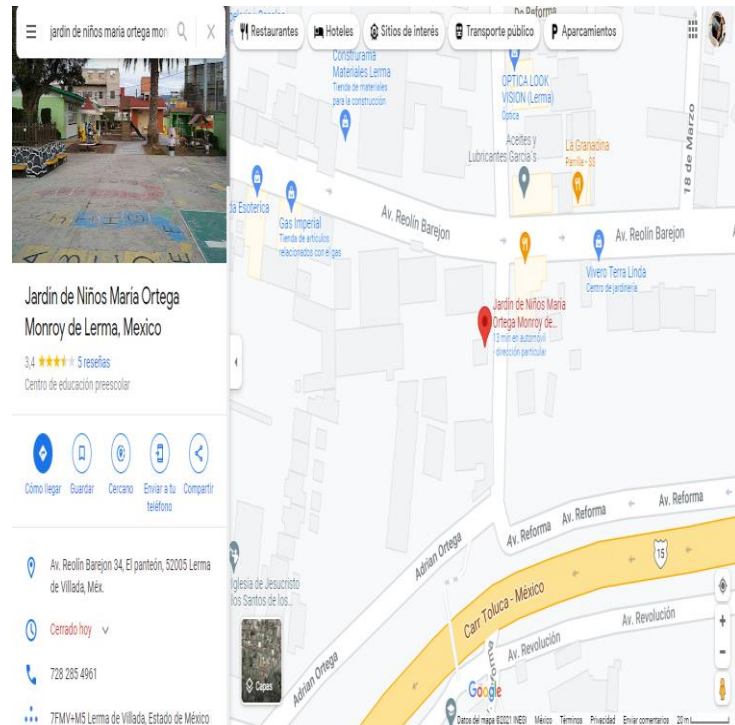 jardin de niños maria ortega mon
Jardín de Niños María Ortega
Monroy de Lerma, Mexico
3,4
5 reseñas
Centro de educación preescolar
Cómo llegar
Guardar
Cercano
Enviar a tu
teléfono
Compartir
Av. Reolín Barejon 34, El panteón, 52005 Lerma
de Villada, Méx.
Cerrado hoy
728 285 4961
7FMV+M5 Lerma de Villada, Estado de México
Restaurantes
Hoteles
Sitios de interés
Transporte público
P Aparcamientos
De Reforma
Construrama
Materiales Lerma
Tienda de materiales
para la construcción
OPTICA LOOK
VISION (Lerma)
Óptica
Aceites y
Lubricantes García's
La Granadina
Parrilla • $$
18 de Marzo
Esoterica
Gas Imperial
Tienda de artículos
relacionados con el gas
Av. Reolín Barejon
Av. Reolín Barejon
Vivero Terra Linda
Centro de jardinería
Jardín de Niños María
Ortega Monroy de...
13 min en automóvil
- dirección particular
Av. Reforma
Av. Reforma
Av. Reforma
15
Adrian Ortega
Carr Toluca - México
Av. Revolución
Av. Revolución
Iglesia de Jesucristo
los Santos de los...
Adrian Ortega
Capas
Google
Datos del mapa ©2021 INEGI
México
Términos
Privacidad
Enviar comentarios
20 m